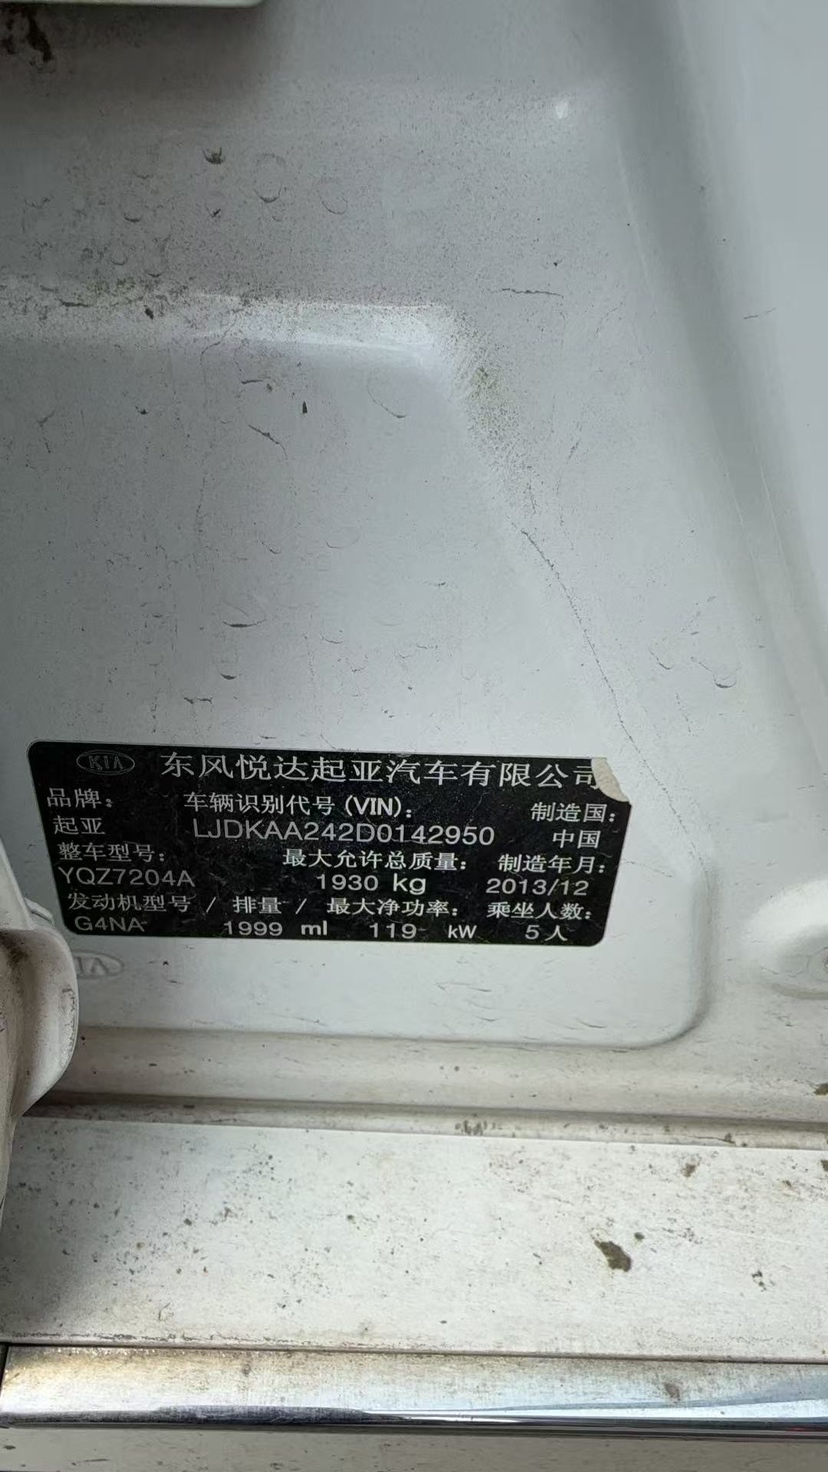 KIA 东风悦达起亚汽车有限公司
品牌: 车辆识别代号(VIN): 制造国:
起亚 LJDKAA242D0142950 中国
整车型号: 最大允许总质量: 制造年月:
YQZ7204A 1930 kg 2013/12
发动机型号 / 排量 / 最大净功率: 乘坐人数:
G4NA 1999 ml 119 kW 5人
KIA